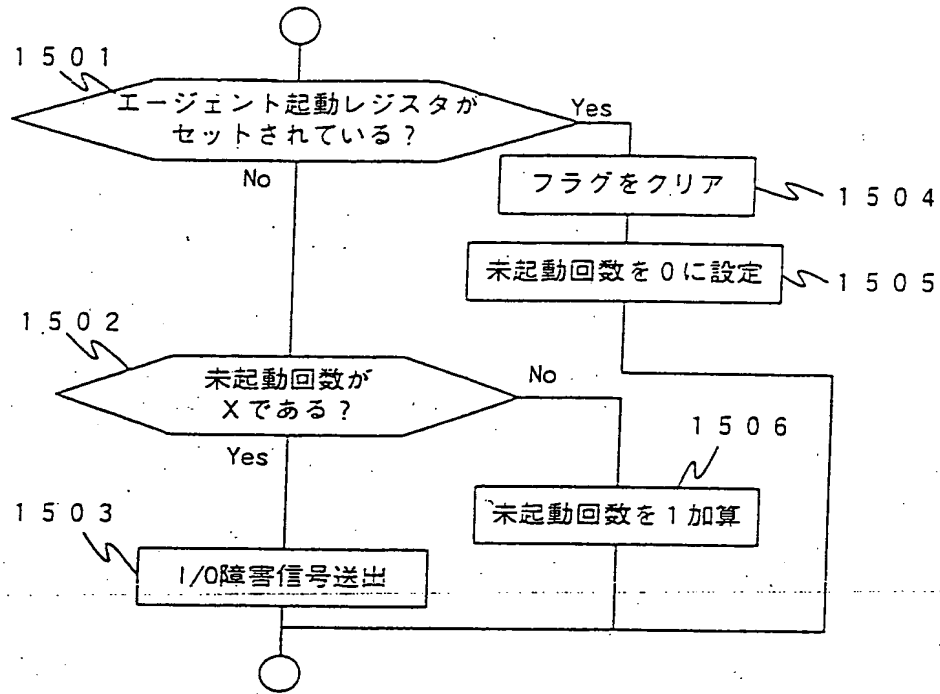 １５０１
エージェント起動レジスタが
セットされている？
Yes
No
フラグをクリア
１５０４
未起動回数を０に設定
１５０５
１５０２
未起動回数が
Xである？
No
Yes
１５０６
未起動回数を１加算
１５０３
I/O障害信号送出